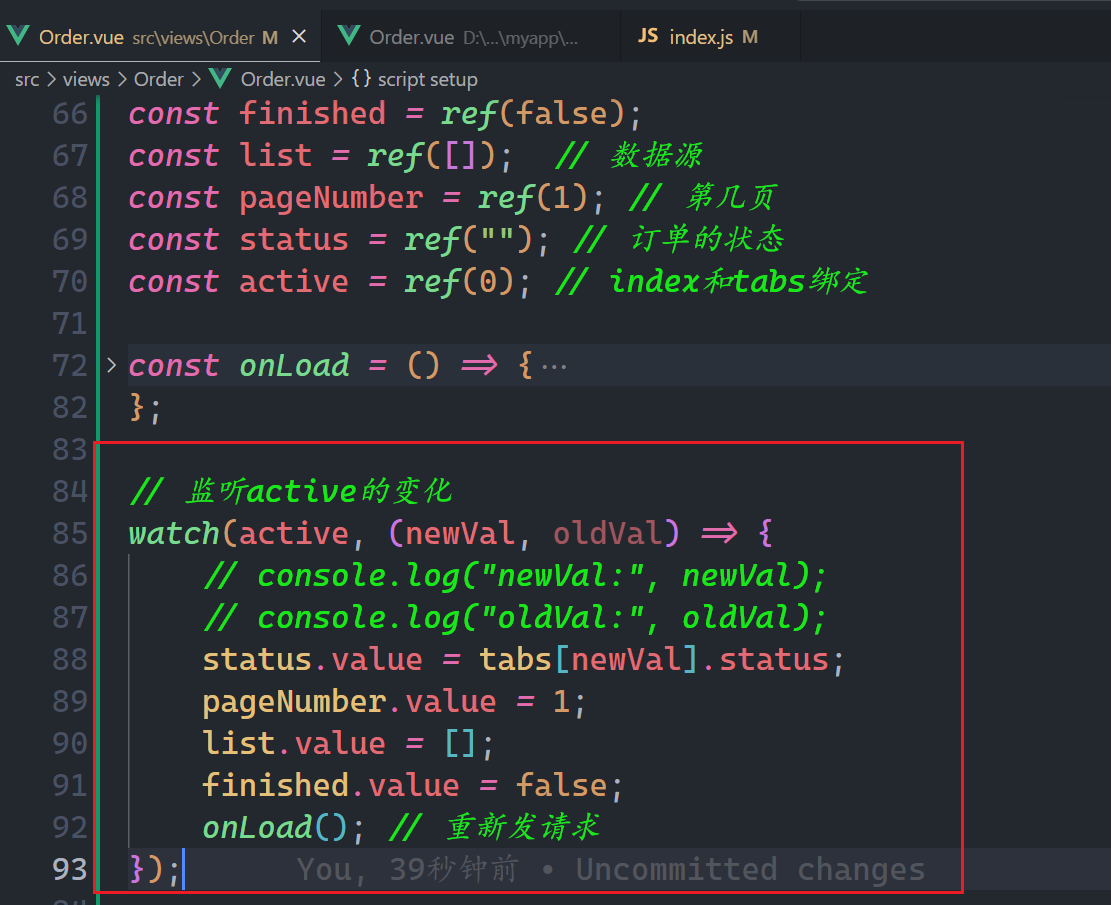 Order.vue src\views\Order M × Order.vue D:\...\myapp\... JS index.js M
src > views > Order > Order.vue > {} script setup
66 const finished = ref(false);
67 const list = ref([]); // 数据源
68 const pageNumber = ref(1); // 第几页
69 const status = ref(""); // 订单的状态
70 const active = ref(0); // index和tabs绑定
71
72 > const onLoad = () => {···
82 };
83
84 // 监听active的变化
85 watch(active, (newVal, oldVal) => {
86 // console.log("newVal:", newVal);
87 // console.log("oldVal:", oldVal);
88 status.value = tabs[newVal].status;
89 pageNumber.value = 1;
90 list.value = [];
91 finished.value = false;
92 onLoad(); // 重新发请求
93 }); You, 39秒钟前 • Uncommitted changes